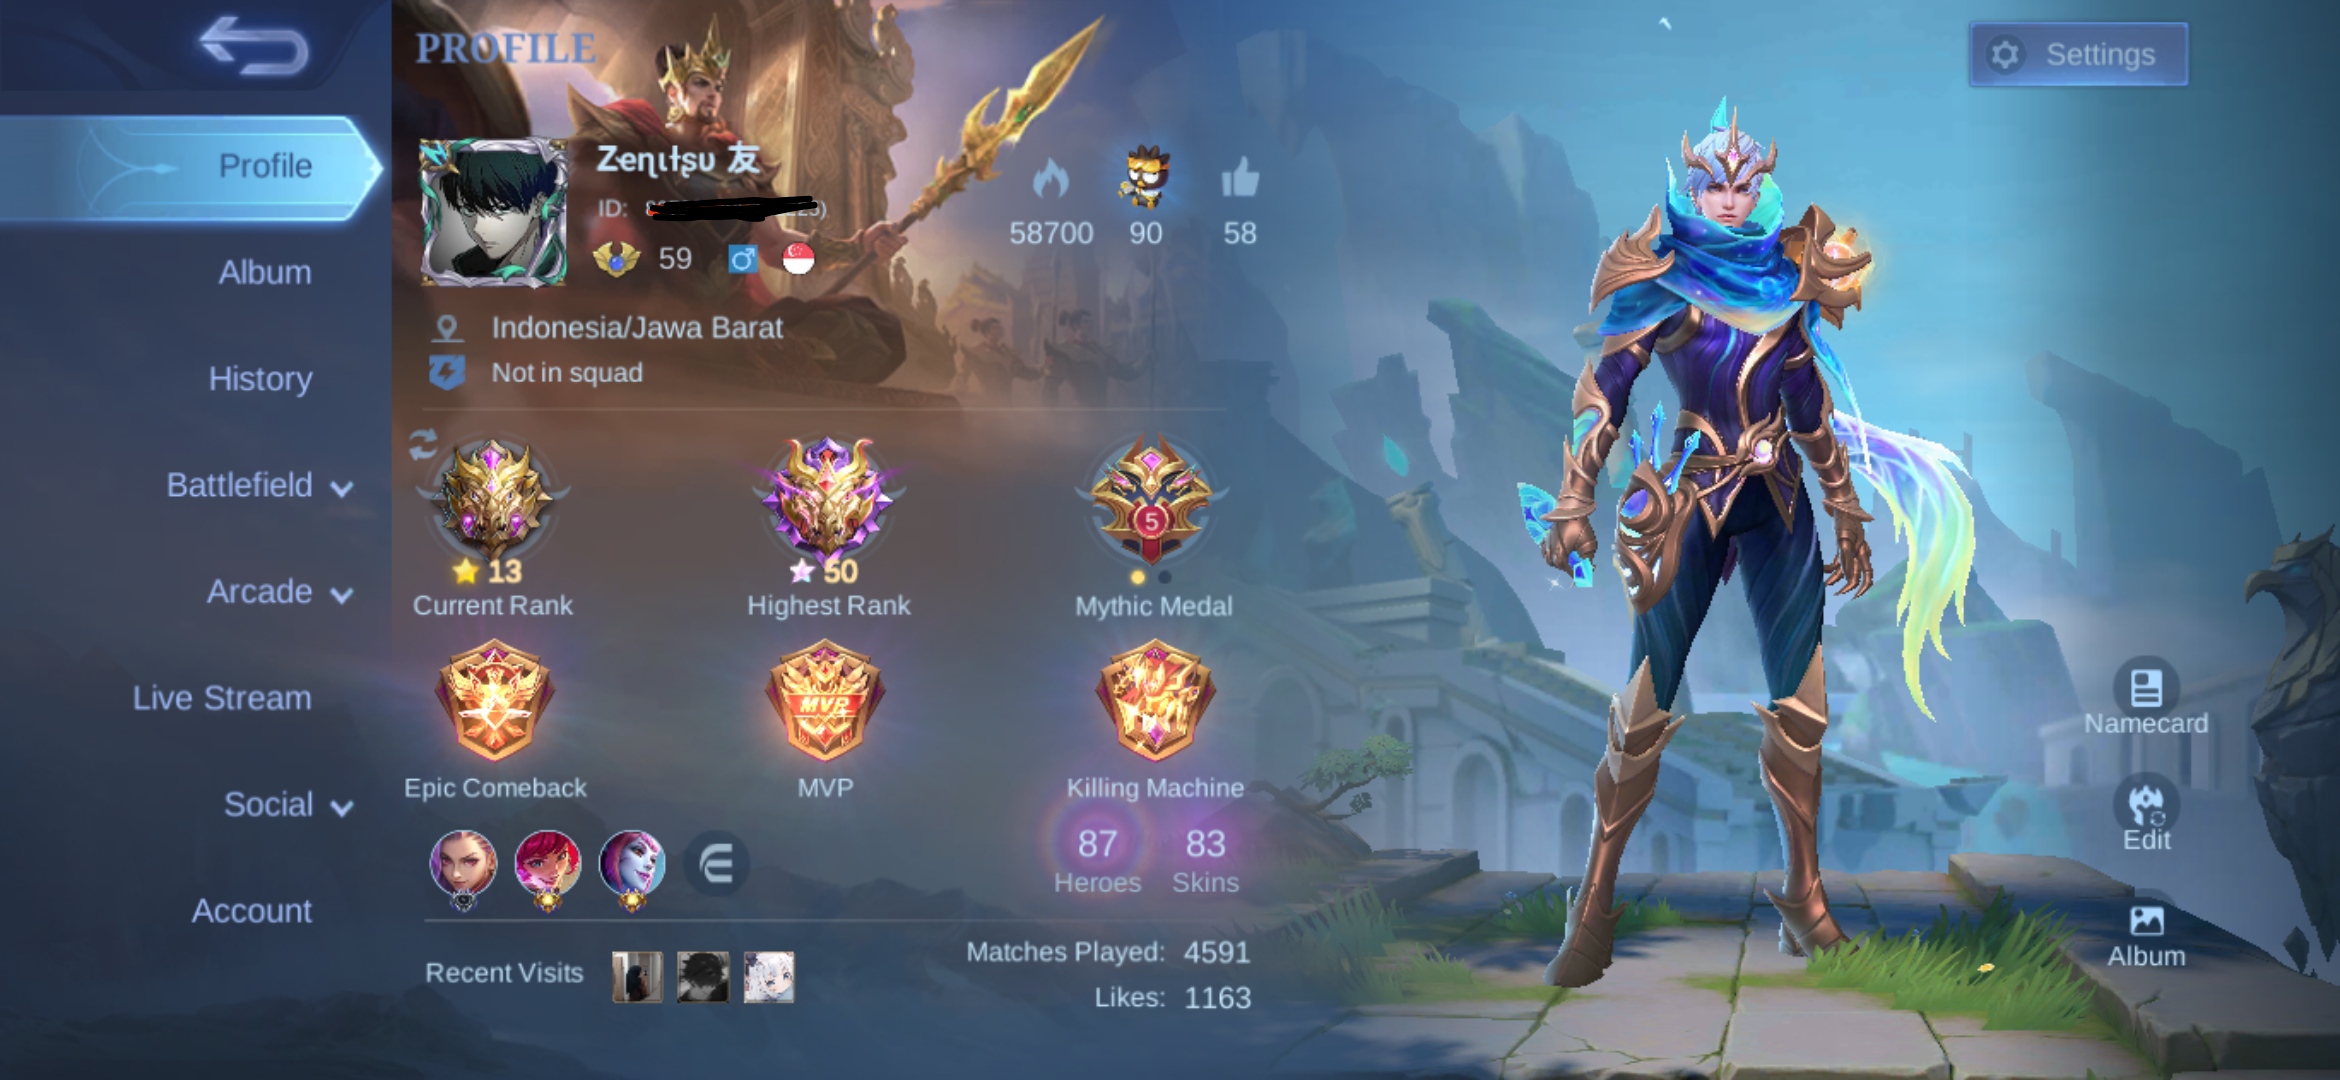 PROFILE
Settings
Profile
Zeɳιƚʂυ 友
ID:
58700
90
58
59
Album
Indonesia/Jawa Barat
Not in squad
History
Battlefield
13
50
5
Current Rank
Highest Rank
Mythic Medal
Arcade
Live Stream
MVP
Epic Comeback
MVP
Killing Machine
Namecard
Social
87
83
Heroes
Skins
Edit
Account
Recent Visits
Matches Played: 4591
Likes: 1163
Album